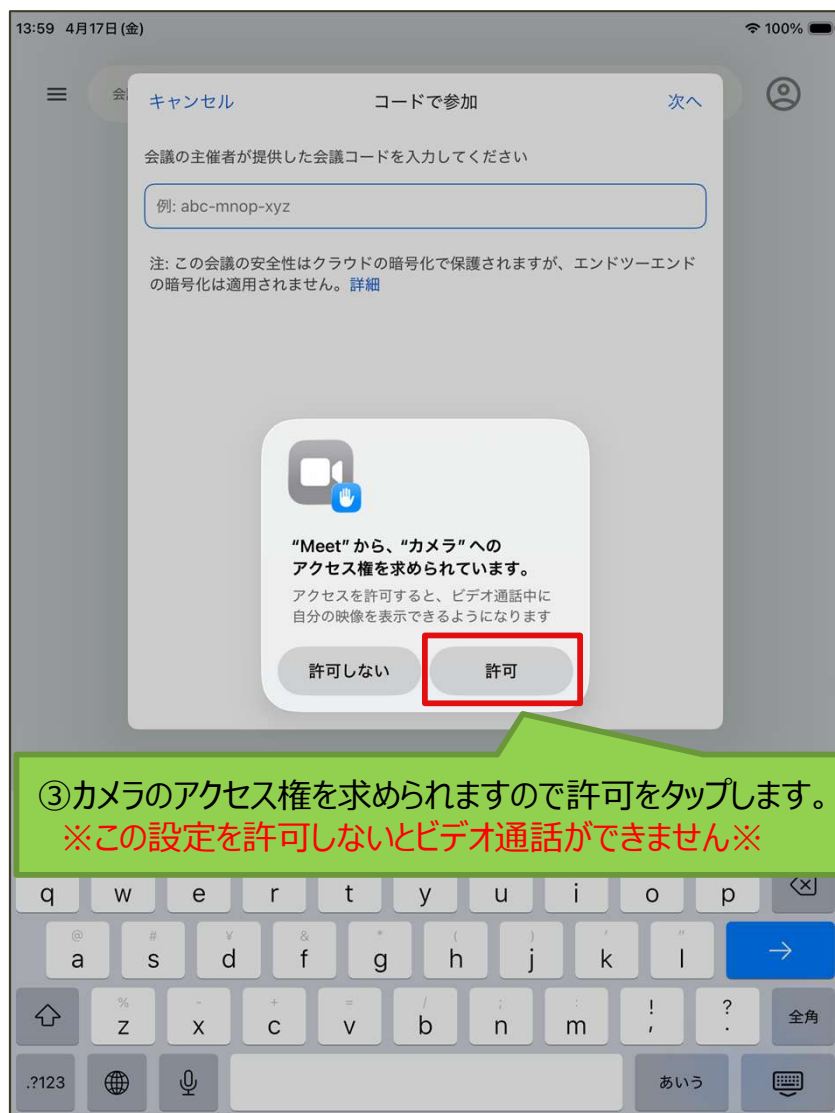 13:59 4月17日(金)
100%
会
キャンセル
コードで参加
次へ
会議の主催者が提供した会議コードを入力してください
例: abc-mnop-xyz
注: この会議の安全性はクラウドの暗号化で保護されますが、エンドツーエンド
の暗号化は適用されません。詳細
“Meet”から、“カメラ”への
アクセス権を求められています。
アクセスを許可すると、ビデオ通話中に
自分の映像を表示できるようになります
許可しない
許可
③カメラのアクセス権を求められますので許可をタップします。
※この設定を許可しないとビデオ通話ができません※
q w e r t y u i o p
@ # ¥ & * ( ) ' "
a s d f g h j k l
% - + = / ; : ! ?
z x c v b n m , . 全角
.?123 あいう